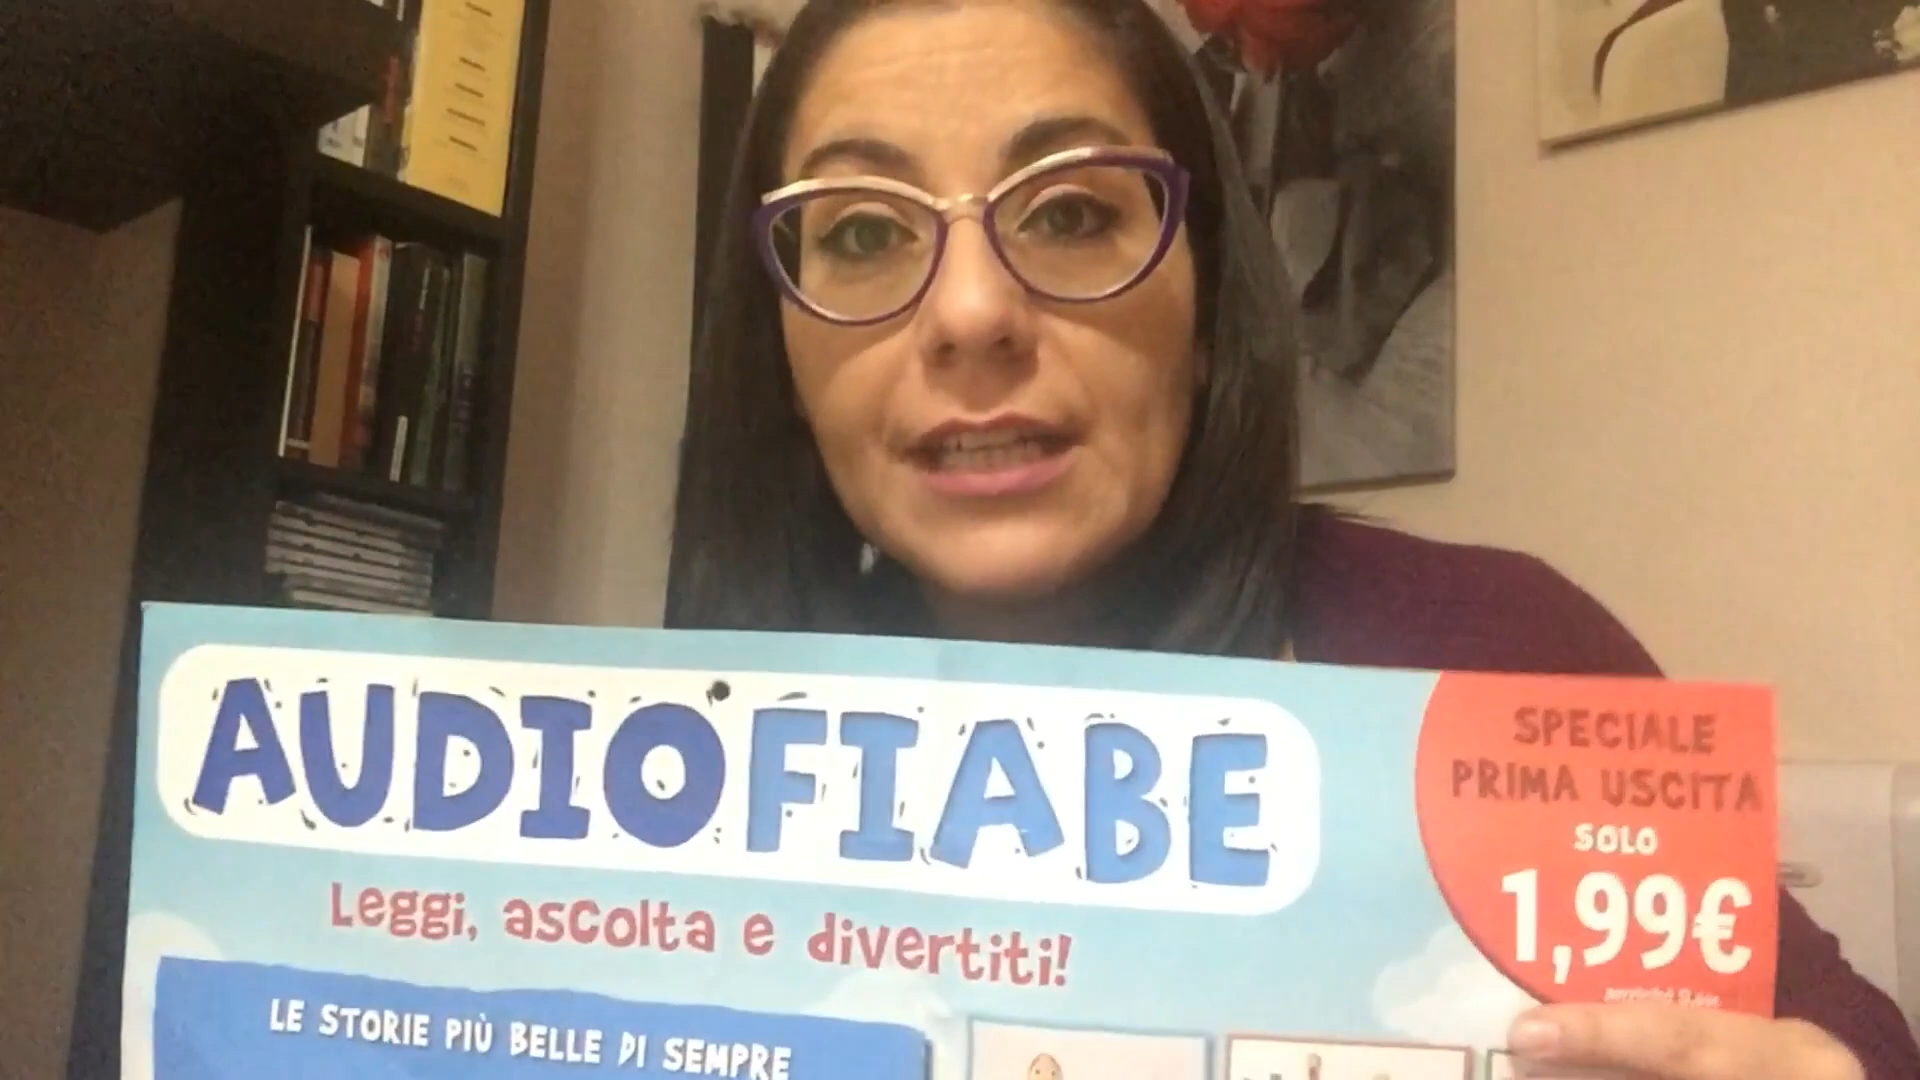 AUDIOFIABE
Leggi, ascolta e divertiti!
SPECIALE
PRIMA USCITA
SOLO
1,99€
LE STORIE PIÙ BELLE DI SEMPRE